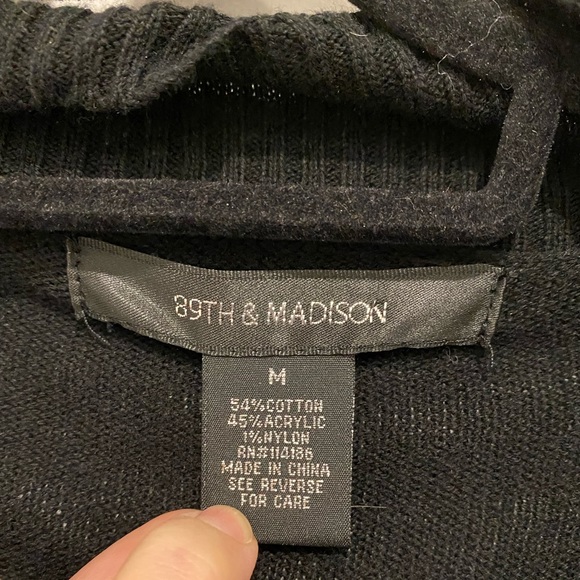 89TH & MADISON
M
54%COTTON
45%ACRYLIC
1%NYLON
RN#114186
MADE IN CHINA
SEE REVERSE
FOR CARE